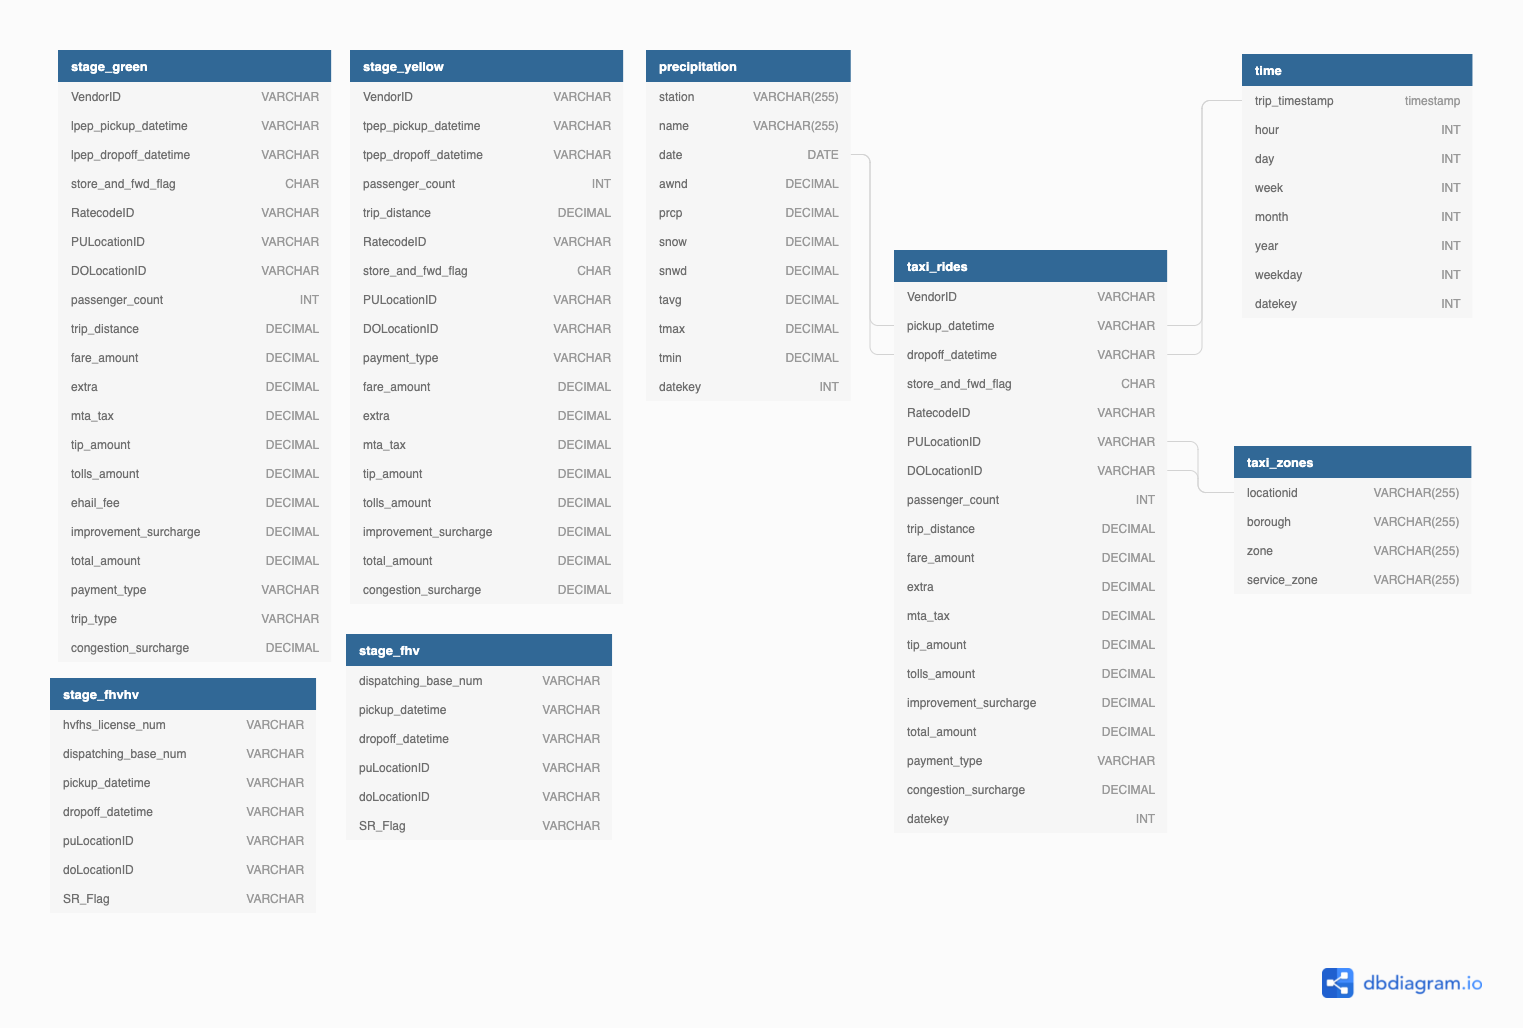 stage_green
VendorID VARCHAR
lpep_pickup_datetime VARCHAR
lpep_dropoff_datetime VARCHAR
store_and_fwd_flag CHAR
RatecodeID VARCHAR
PULocationID VARCHAR
DOLocationID VARCHAR
passenger_count INT
trip_distance DECIMAL
fare_amount DECIMAL
extra DECIMAL
mta_tax DECIMAL
tip_amount DECIMAL
tolls_amount DECIMAL
ehail_fee DECIMAL
improvement_surcharge DECIMAL
total_amount DECIMAL
payment_type VARCHAR
trip_type VARCHAR
congestion_surcharge DECIMAL
stage_yellow
VendorID VARCHAR
tpep_pickup_datetime VARCHAR
tpep_dropoff_datetime VARCHAR
passenger_count INT
trip_distance DECIMAL
RatecodeID VARCHAR
store_and_fwd_flag CHAR
PULocationID VARCHAR
DOLocationID VARCHAR
payment_type VARCHAR
fare_amount DECIMAL
extra DECIMAL
mta_tax DECIMAL
tip_amount DECIMAL
tolls_amount DECIMAL
improvement_surcharge DECIMAL
total_amount DECIMAL
congestion_surcharge DECIMAL
precipitation
station VARCHAR(255)
name VARCHAR(255)
date DATE
awnd DECIMAL
prcp DECIMAL
snow DECIMAL
snwd DECIMAL
tavg DECIMAL
tmax DECIMAL
tmin DECIMAL
datekey INT
time
trip_timestamp timestamp
hour INT
day INT
week INT
month INT
year INT
weekday INT
datekey INT
taxi_rides
VendorID VARCHAR
pickup_datetime VARCHAR
dropoff_datetime VARCHAR
store_and_fwd_flag CHAR
RatecodeID VARCHAR
PULocationID VARCHAR
DOLocationID VARCHAR
passenger_count INT
trip_distance DECIMAL
fare_amount DECIMAL
extra DECIMAL
mta_tax DECIMAL
tip_amount DECIMAL
tolls_amount DECIMAL
improvement_surcharge DECIMAL
total_amount DECIMAL
payment_type VARCHAR
congestion_surcharge DECIMAL
datekey INT
taxi_zones
locationid VARCHAR(255)
borough VARCHAR(255)
zone VARCHAR(255)
service_zone VARCHAR(255)
stage_fhvhv
hvfhs_license_num VARCHAR
dispatching_base_num VARCHAR
pickup_datetime VARCHAR
dropoff_datetime VARCHAR
puLocationID VARCHAR
doLocationID VARCHAR
SR_Flag VARCHAR
stage_fhv
dispatching_base_num VARCHAR
pickup_datetime VARCHAR
dropoff_datetime VARCHAR
puLocationID VARCHAR
doLocationID VARCHAR
SR_Flag VARCHAR
dbdiagram.io